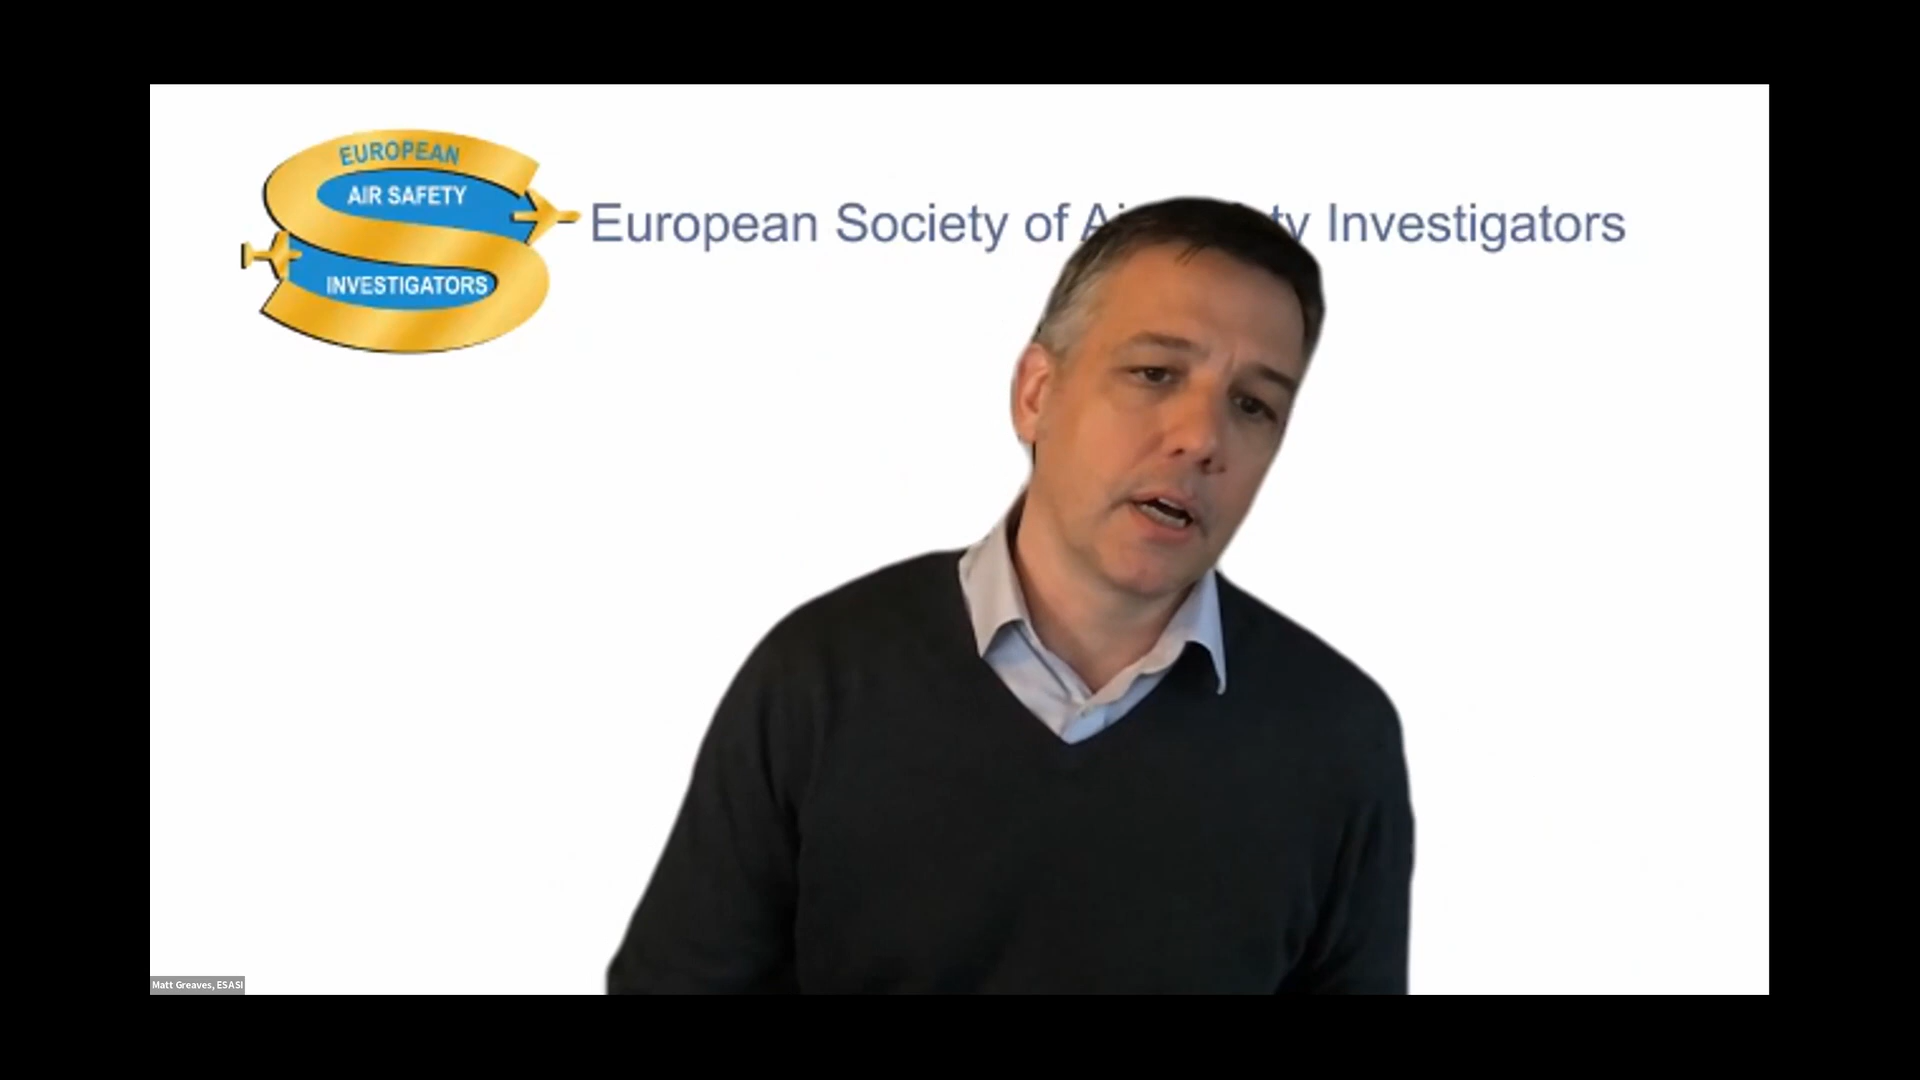 EUROPEAN
AIR SAFETY
INVESTIGATORS
European Society of Investigators
Matt Greaves, ESASI